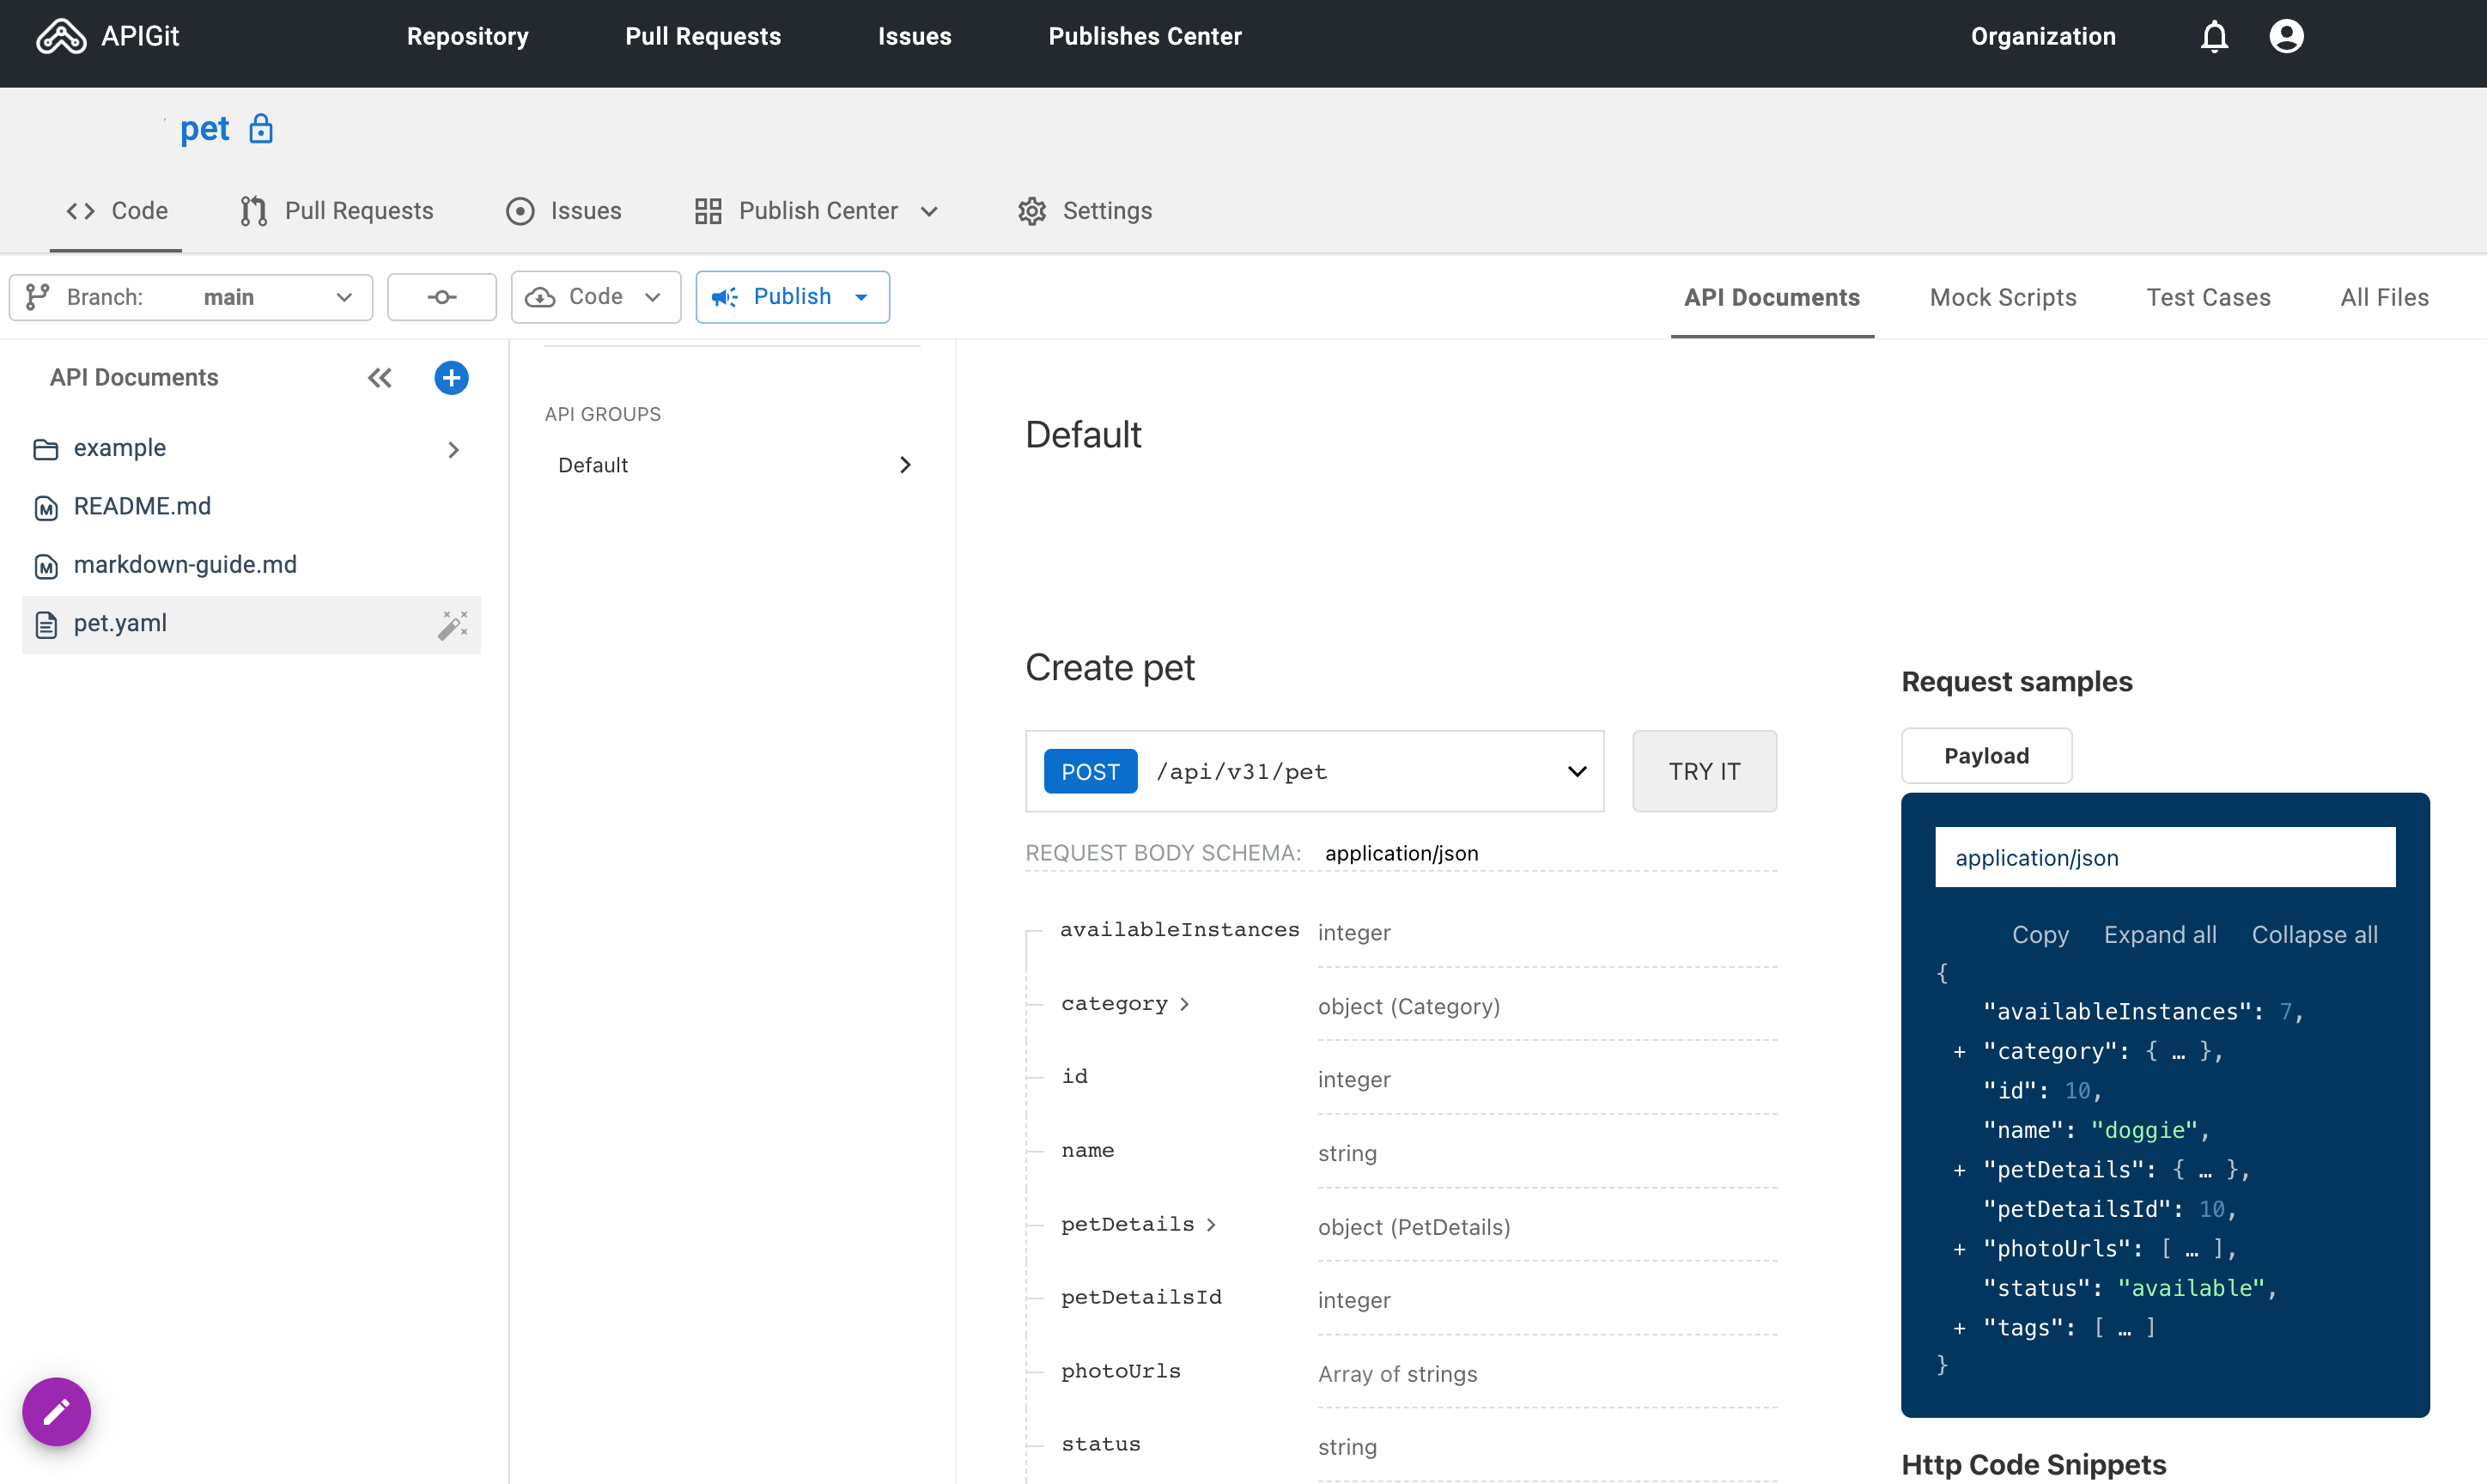 APIGit Repository Pull Requests Issues Publishes Center Organization
pet
Code Pull Requests Issues Publish Center Settings
Branch: main Code Publish API Documents Mock Scripts Test Cases All Files
API Documents
example
README.md
markdown-guide.md
pet.yaml
API GROUPS
Default
Default
Create pet
POST /api/v31/pet TRY IT
REQUEST BODY SCHEMA: application/json
availableInstances integer
category > object (Category)
id integer
name string
petDetails > object (PetDetails)
petDetailsId integer
photoUrls Array of strings
status string
Request samples
Payload
application/json
Copy Expand all Collapse all
{
"availableInstances": 7,
+ "category": { … },
"id": 10,
"name": "doggie",
+ "petDetails": { … },
"petDetailsId": 10,
+ "photoUrls": [ … ],
"status": "available",
+ "tags": [ … ]
}
Http Code Snippets